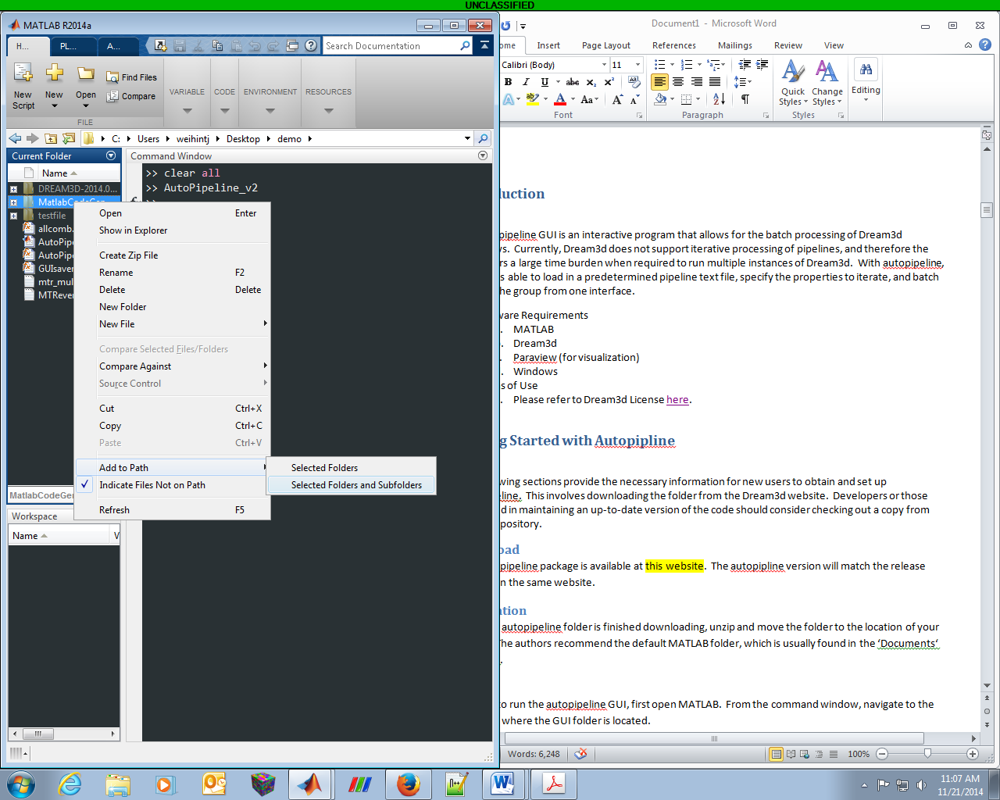 UNCLASSIFIED
MATLAB R2014a
H...
PL...
A...
Search Documentation
New Script
New
Open
Find Files
Compare
FILE
VARIABLE
CODE
ENVIRONMENT
RESOURCES
C:
Users
weihintj
Desktop
demo
Current Folder
Name
DREAM3D-2014.0...
MatlabCodeGen
testfile
allcomb.
AutoPip
AutoPip
GUIsaver
mtr_mul
MTRever
MatlabCodeGen
Workspace
Name
V
Command Window
>> clear all
>> AutoPipeline_v2
>>
Open Enter
Show in Explorer
Create Zip File
Rename F2
Delete Delete
New Folder
New File
Compare Selected Files/Folders
Compare Against
Source Control
Cut Ctrl+X
Copy Ctrl+C
Paste Ctrl+V
Add to Path
Indicate Files Not on Path
Refresh F5
Selected Folders
Selected Folders and Subfolders
Document1 - Microsoft Word
ome
Insert
Page Layout
References
Mailings
Review
View
Calibri (Body)
11
Quick Styles
Change Styles
Editing
Font
Paragraph
Styles
luction
pipeline GUI is an interactive program that allows for the batch processing of Dream3d
vs. Currently, Dream3d does not support iterative processing of pipelines, and therefore the
rs a large time burden when required to run multiple instances of Dream3d. With autopipeline,
s able to load in a predetermined pipeline text file, specify the properties to iterate, and batch
he group from one interface.
ware Requirements
. MATLAB
. Dream3d
. Paraview (for visualization)
. Windows
s of Use
. Please refer to Dream3d License here.
g Started with Autopipline
wing sections provide the necessary information for new users to obtain and set up
line. This involves downloading the folder from the Dream3d website. Developers or those
d in maintaining an up-to-date version of the code should consider checking out a copy from
pository.
oad
pipeline package is available at this website. The autopipline version will match the release
n the same website.
ation
autopipeline folder is finished downloading, unzip and move the folder to the location of your
The authors recommend the default MATLAB folder, which is usually found in the ‘Documents‘
.
to run the autopipeline GUI, first open MATLAB. From the command window, navigate to the
where the GUI folder is located.
Words: 6,248
100%
11:07 AM
11/21/2014